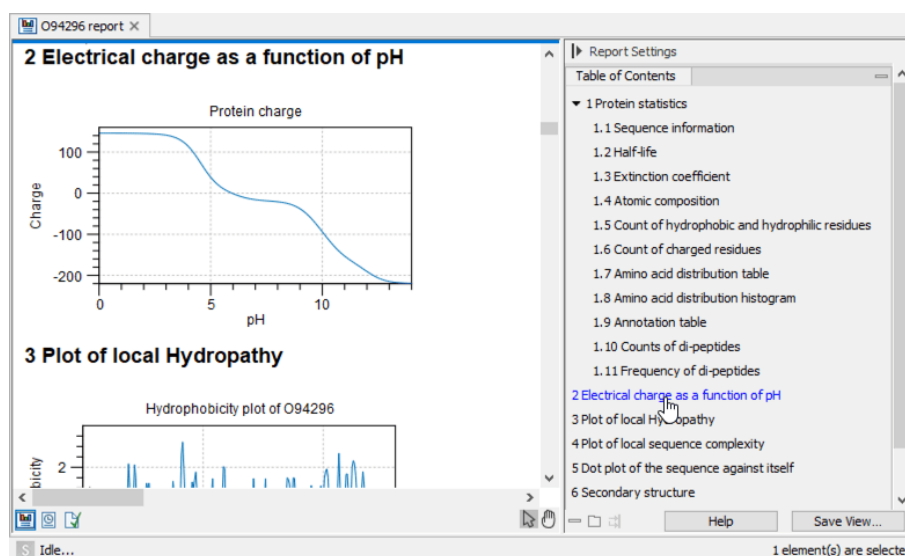 O94296 report
2 Electrical charge as a function of pH
Protein charge
100
0
-100
-200
Charge
0 5 10
pH
3 Plot of local Hydropathy
Hydrophobicity plot of O94296
2
bicity
Report Settings
Table of Contents
1 Protein statistics
1.1 Sequence information
1.2 Half-life
1.3 Extinction coefficient
1.4 Atomic composition
1.5 Count of hydrophobic and hydrophilic residues
1.6 Count of charged residues
1.7 Amino acid distribution table
1.8 Amino acid distribution histogram
1.9 Annotation table
1.10 Counts of di-peptides
1.11 Frequency of di-peptides
2 Electrical charge as a function of pH
3 Plot of local Hydropathy
4 Plot of local sequence complexity
5 Dot plot of the sequence against itself
6 Secondary structure
Help Save View...
S Idle... 1 element(s) are selecte